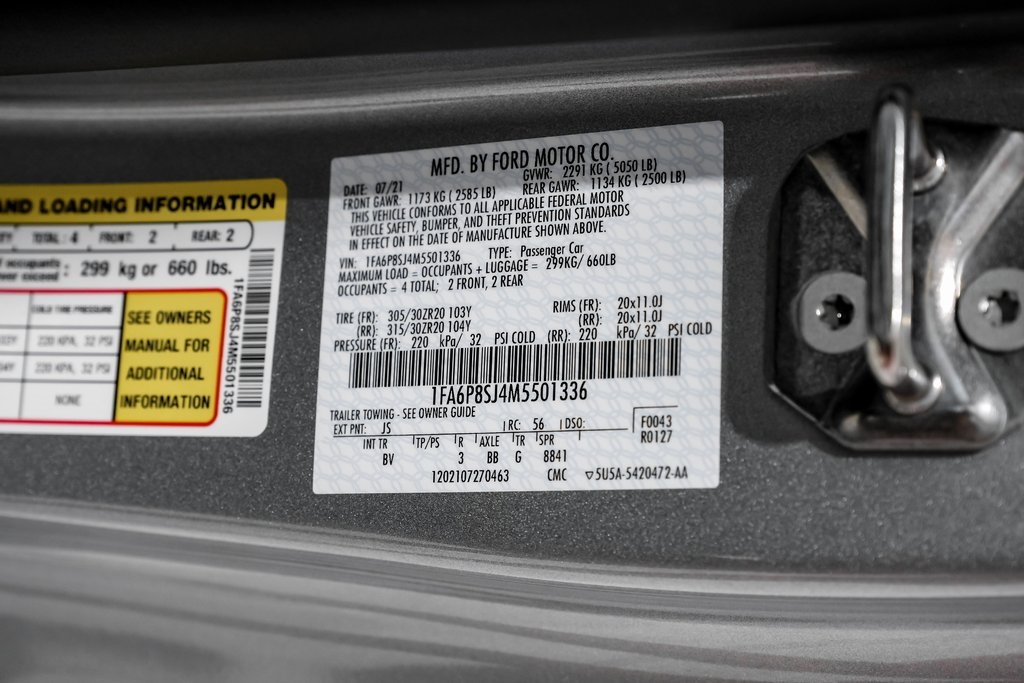 AND LOADING INFORMATION
TOTAL: 4 FRONT: 2 REAR: 2
299 kg or 660 lbs.
COLD TIRE PRESSURE
220 KPA, 32 PSI
220 KPA, 32 PSI
NONE
SEE OWNERS
MANUAL FOR
ADDITIONAL
INFORMATION
1FA6P8SJ4M5501336
MFD. BY FORD MOTOR CO.
DATE: 07/21 GVWR: 2291 KG ( 5050 LB)
FRONT GAWR: 1173 KG ( 2585 LB) REAR GAWR: 1134 KG ( 2500 LB)
THIS VEHICLE CONFORMS TO ALL APPLICABLE FEDERAL MOTOR
VEHICLE SAFETY, BUMPER, AND THEFT PREVENTION STANDARDS
IN EFFECT ON THE DATE OF MANUFACTURE SHOWN ABOVE.
VIN: 1FA6P8SJ4M5501336 TYPE: Passenger Car
MAXIMUM LOAD = OCCUPANTS + LUGGAGE = 299KG/ 660LB
OCCUPANTS = 4 TOTAL; 2 FRONT, 2 REAR
TIRE (FR): 305/30ZR20 103Y RIMS (FR): 20x11.0J
(RR): 315/30ZR20 104Y (RR): 20x11.0J
PRESSURE (FR): 220 kPa/ 32 PSI COLD (RR): 220 kPa/ 32 PSI COLD
1FA6P8SJ4M5501336
TRAILER TOWING - SEE OWNER GUIDE
EXT PNT: JS RC: 56 DSO: F0043
INT TR TP/PS R AXLE TR SPR R0127
BV 3 BB G 8841
1202107270463 CMC ▽5U5A-5420472-AA